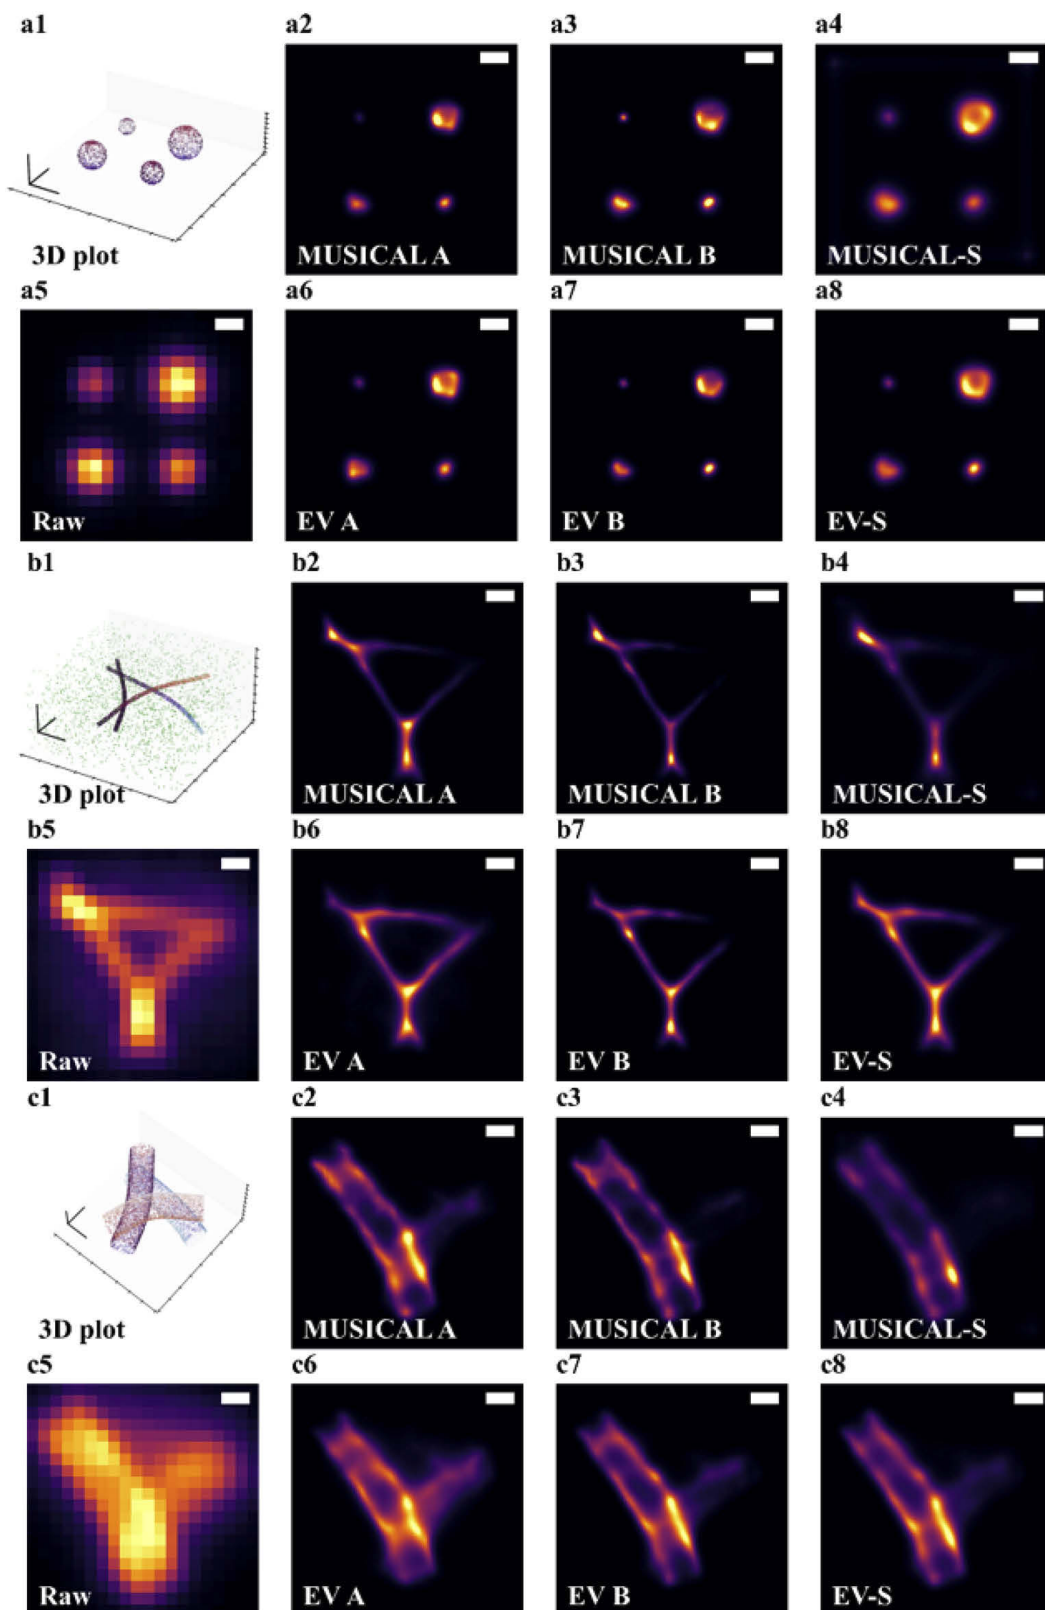 a1 a2 a3 a4
3D plot MUSICAL A MUSICAL B MUSICAL-S
a5 a6 a7 a8
Raw EV A EV B EV-S
b1 b2 b3 b4
3D plot MUSICAL A MUSICAL B MUSICAL-S
b5 b6 b7 b8
Raw EV A EV B EV-S
c1 c2 c3 c4
3D plot MUSICAL A MUSICAL B MUSICAL-S
c5 c6 c7 c8
Raw EV A EV B EV-S